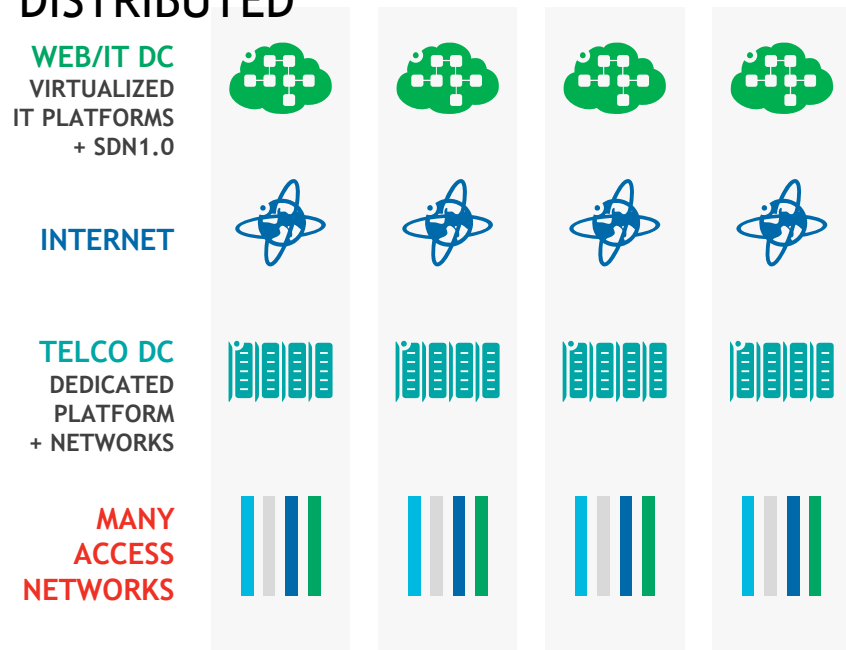 DISTRIBUTED
WEB/IT DC
VIRTUALIZED
IT PLATFORMS
+ SDN1.0
INTERNET
TELCO DC
DEDICATED
PLATFORM
+ NETWORKS
MANY
ACCESS
NETWORKS